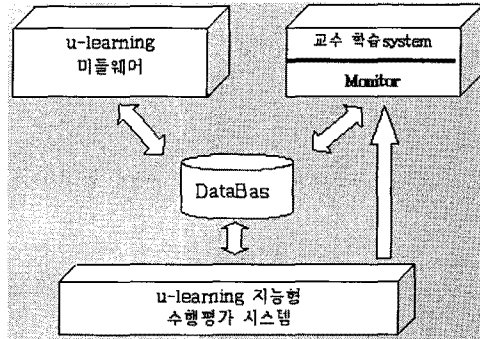 u-learning
미들웨어
교수 학습system
Monitor
DataBas
u-learning 지능형
수행평가 시스템